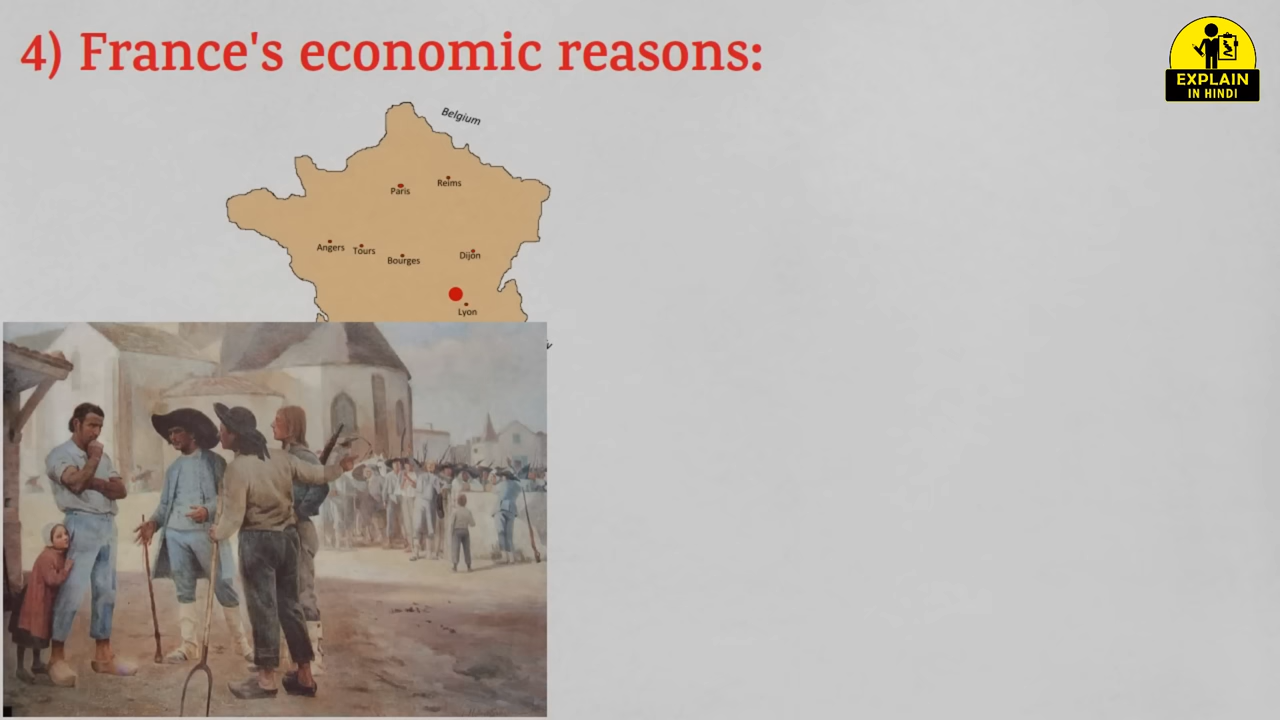 4) France's economic reasons:
EXPLAIN
IN HINDI
Belgium
Paris
Reims
Angers
Tours
Bourges
Dijon
Lyon